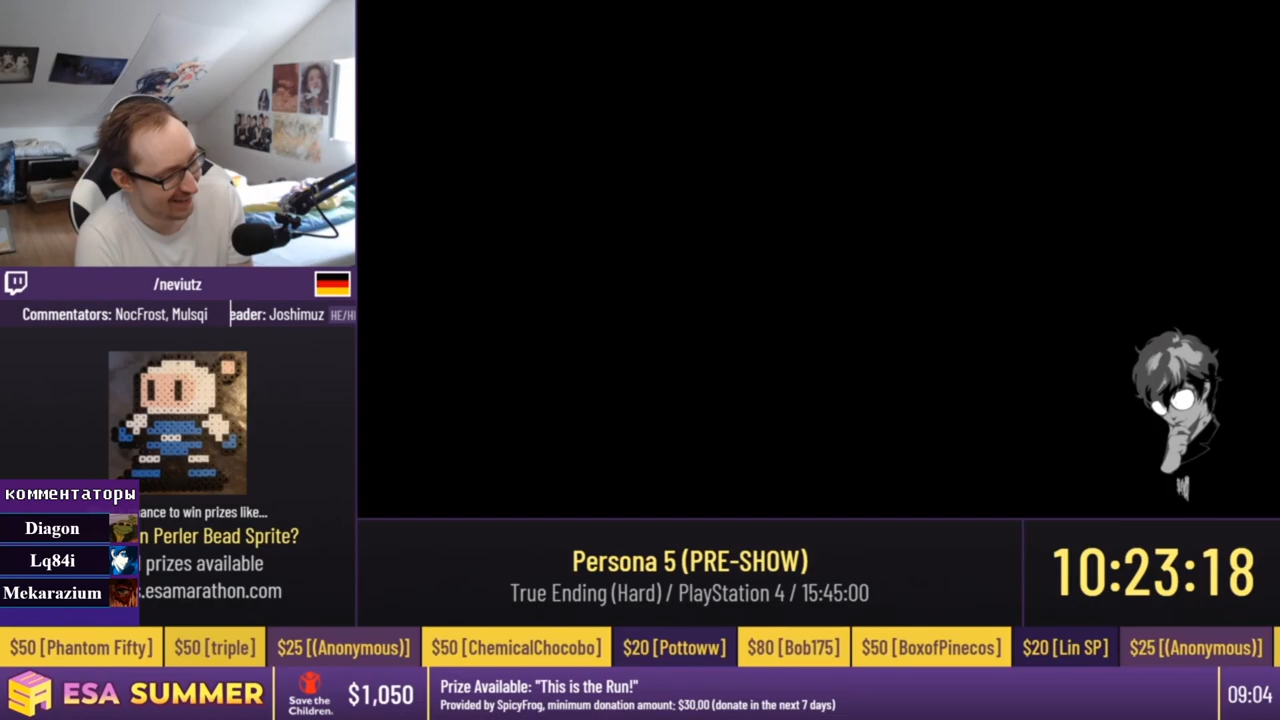 /neviutz
Commentators: NocFrost, Mulsqi
eader: Joshimuz HE/H
ance to win prizes like...
n Perler Bead Sprite?
prizes available
.esamarathon.com
комментаторы
Diagon
Lq84i
Mekarazium
Persona 5 (PRE-SHOW)
True Ending (Hard) / PlayStation 4 / 15:45:00
10:23:18
$50 [Phantom Fifty]
$50 [triple]
$25 [(Anonymous)]
$50 [ChemicalChocobo]
$20 [Pottoww]
$80 [Bob175]
$50 [BoxofPinecos]
$20 [Lin SP]
$25 [(Anonymous)]
ESA SUMMER
Save the
Children.
$1,050
Prize Available: "This is the Run!"
Provided by SpicyFrog, minimum donation amount: $30.00 (donate in the next 7 days)
09:04